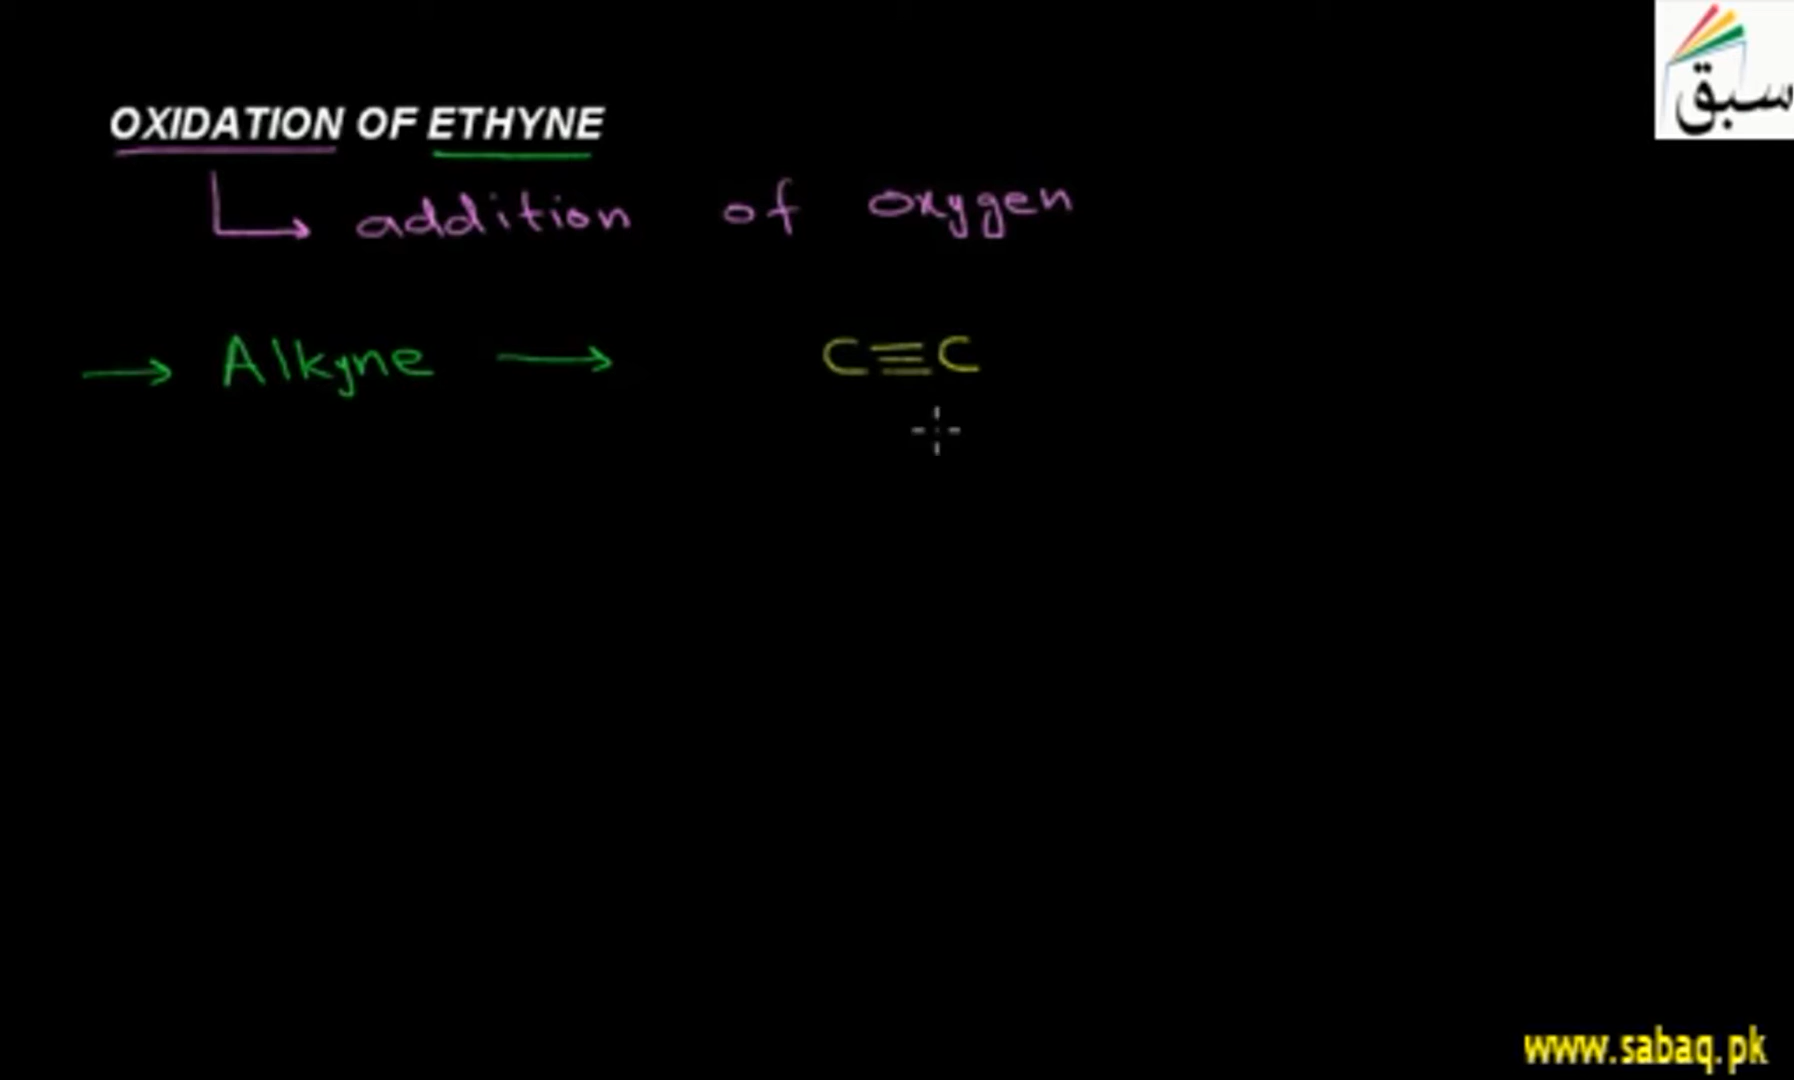 سبق
OXIDATION OF ETHYNE
addition of oxygen
→ Alkyne → C≡C
www.sabaq.pk